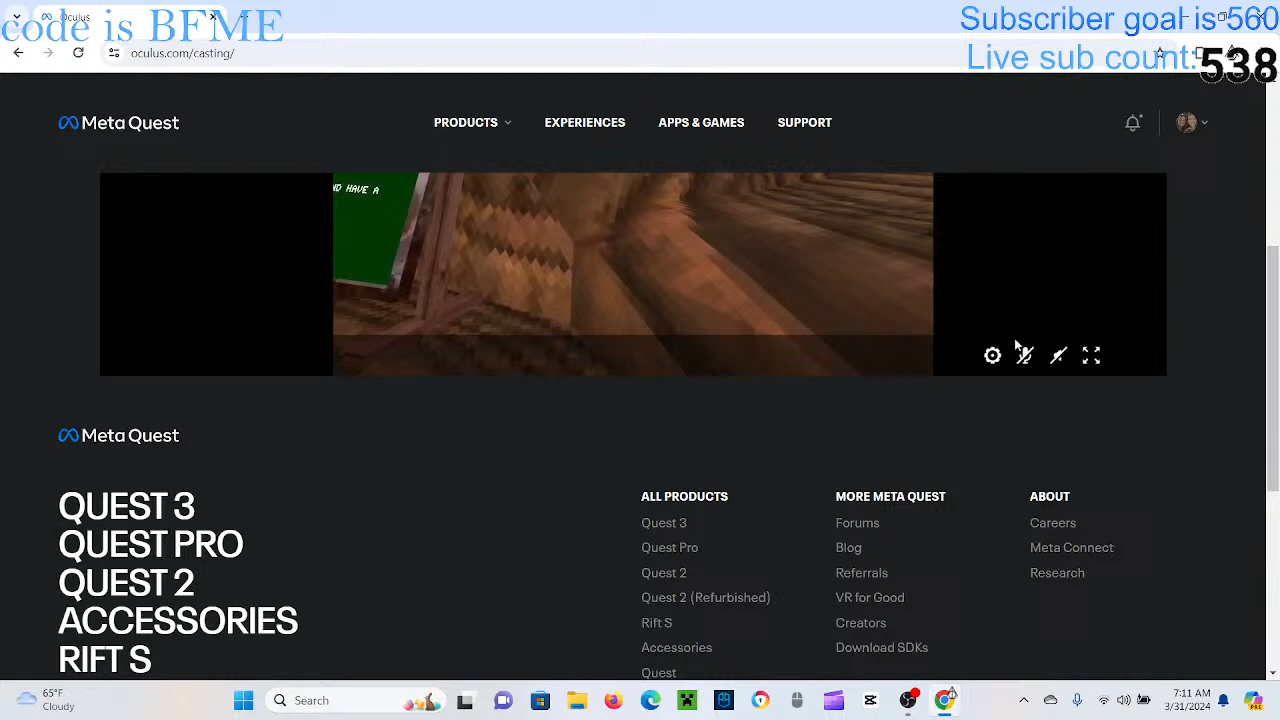 Oculus
code is BFME
Subscriber goal is 560
Live sub count: 538
oculus.com/casting/
Meta Quest
PRODUCTS
EXPERIENCES
APPS & GAMES
SUPPORT
ND HAVE A
Meta Quest
QUEST 3
QUEST PRO
QUEST 2
ACCESSORIES
RIFT S
ALL PRODUCTS
Quest 3
Quest Pro
Quest 2
Quest 2 (Refurbished)
Rift S
Accessories
Quest
MORE META QUEST
Forums
Blog
Referrals
VR for Good
Creators
Download SDKs
ABOUT
Careers
Meta Connect
Research
65°F
Cloudy
Search
7:11 AM
3/31/2024